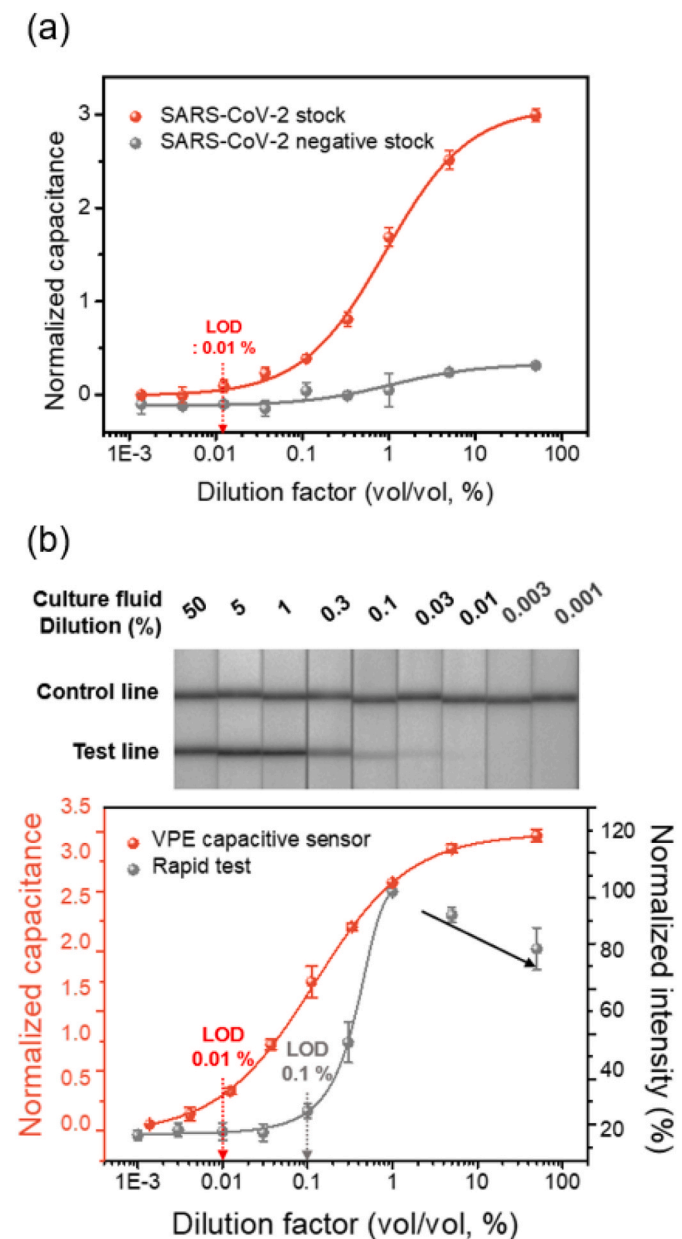 (a)
3
2
1
0
Normalized capacitance
SARS-CoV-2 stock
SARS-CoV-2 negative stock
LOD
: 0.01 %
1E-3 0.01 0.1 1 10 100
Dilution factor (vol/vol, %)
(b)
Culture fluid
Dilution (%)
50 5 1 0.3 0.1 0.03 0.01 0.003 0.001
Control line
Test line
3.5
3.0
2.5
2.0
1.5
1.0
0.5
0.0
Normalized capacitance
VPE capacitive sensor
Rapid test
LOD
0.01 %
LOD
0.1 %
120
100
80
60
40
20
Normalized intensity (%)
1E-3 0.01 0.1 1 10 100
Dilution factor (vol/vol, %)